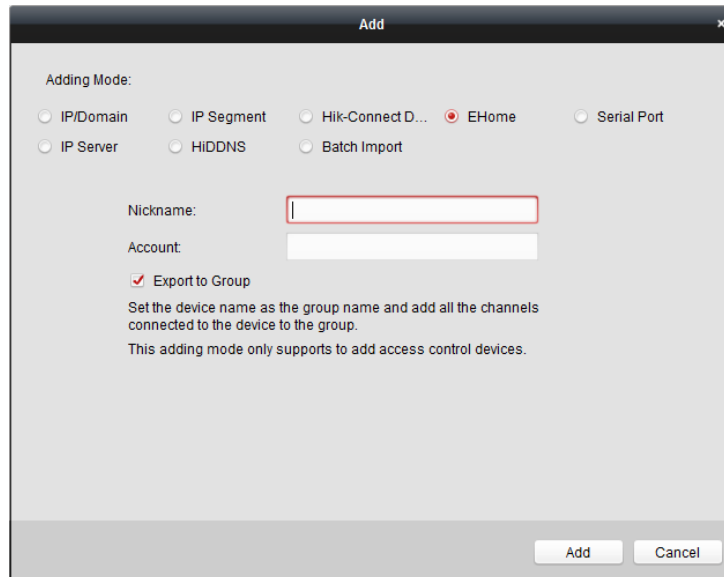 Add
Adding Mode:
IP/Domain IP Segment Hik-Connect D... EHome Serial Port
IP Server HiDDNS Batch Import
Nickname:
Account:
Export to Group
Set the device name as the group name and add all the channels
connected to the device to the group.
This adding mode only supports to add access control devices.
Add Cancel